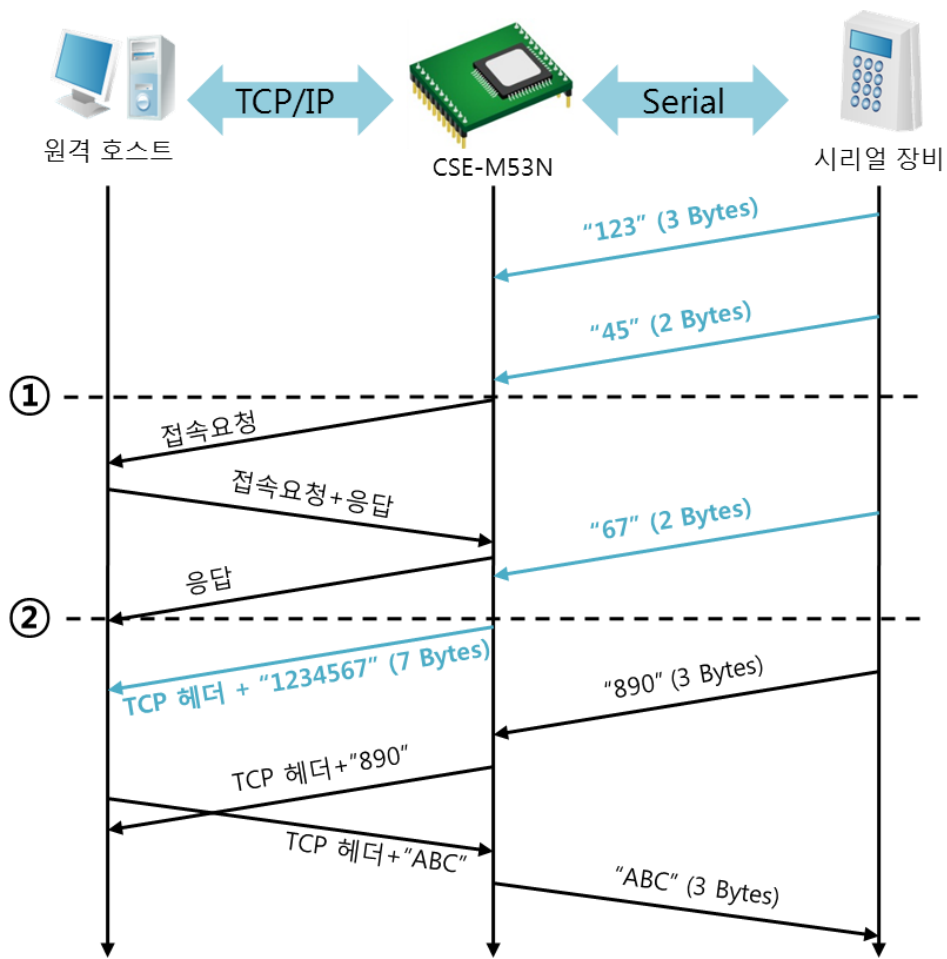 TCP/IP
Serial
원격 호스트
CSE-M53N
시리얼 장비
“123” (3 Bytes)
“45” (2 Bytes)
①
접속요청
접속요청+응답
“67” (2 Bytes)
응답
②
TCP 헤더 + “1234567” (7 Bytes)
“890” (3 Bytes)
TCP 헤더+”890”
TCP 헤더+”ABC”
“ABC” (3 Bytes)